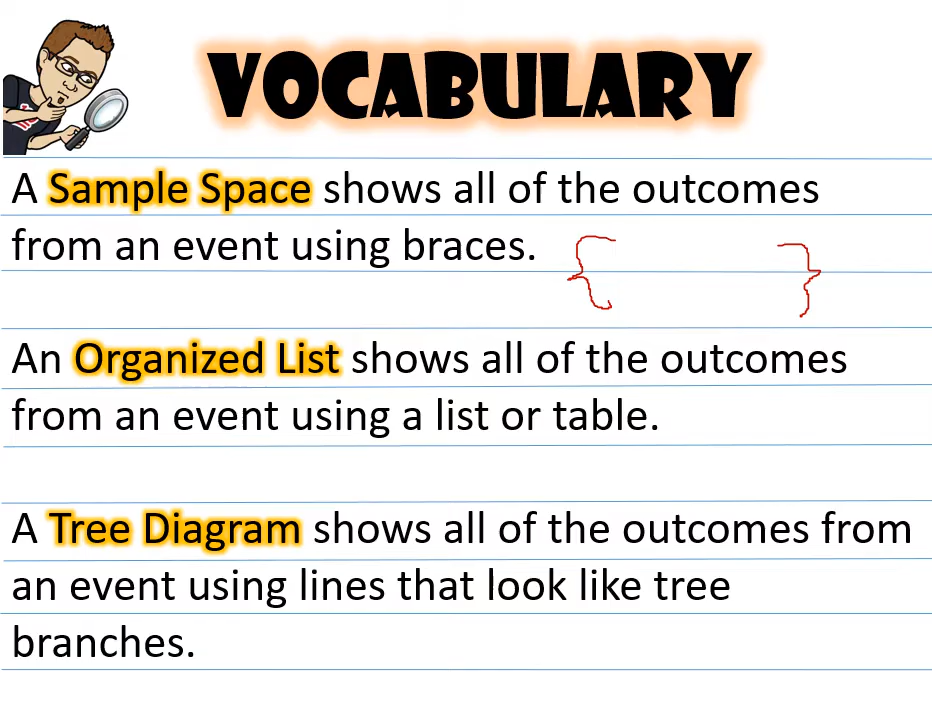 VOCABULARY
A Sample Space shows all of the outcomes
from an event using braces.
{ }
An Organized List shows all of the outcomes
from an event using a list or table.
A Tree Diagram shows all of the outcomes from
an event using lines that look like tree
branches.